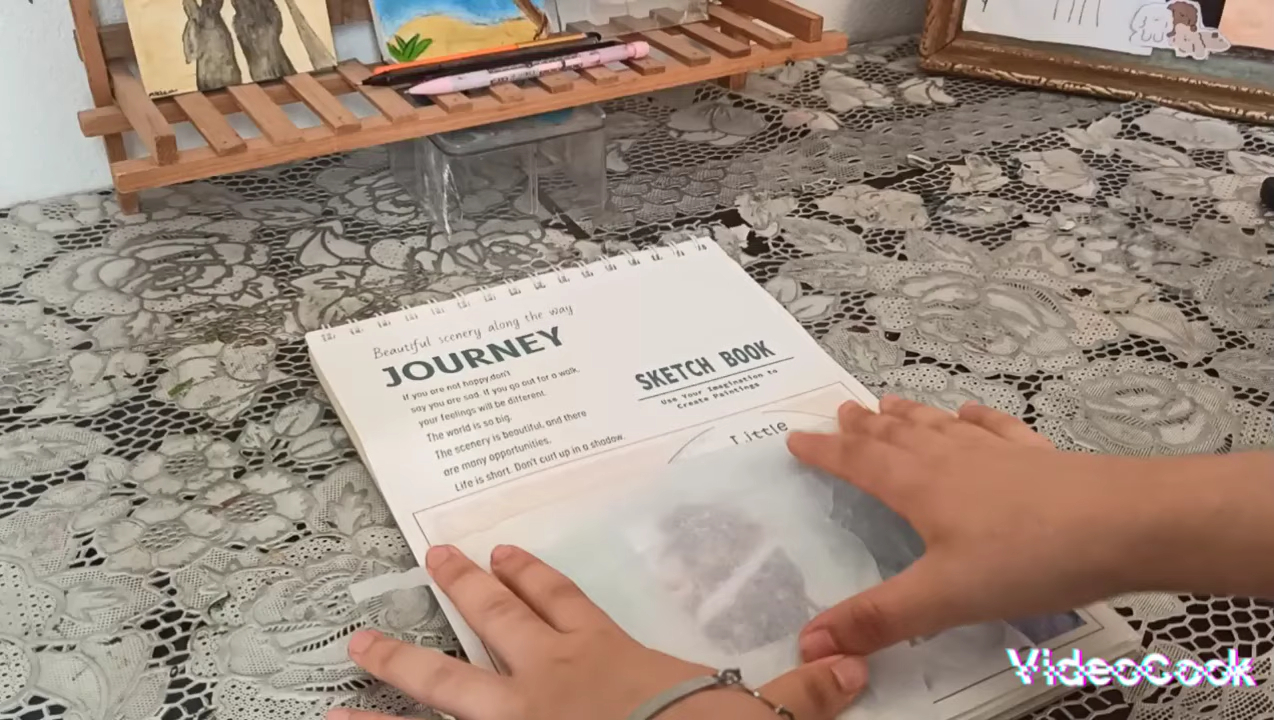 Beautiful scenery along the way
JOURNEY
If you are not happy,don't
say you are sad. If you go out for a walk,
your feelings will be different.
The world is so big.
The scenery is beautiful, and there
are many opportunities.
Life is short. Don't curl up in a shadow.
SKETCH BOOK
Use Your Imagination to
Create Paintings
Little
VideoCook